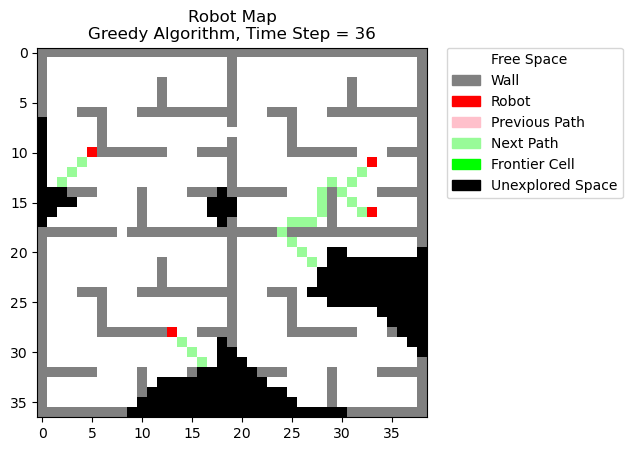 Robot Map
Greedy Algorithm, Time Step = 36
Free Space
Wall
Robot
Previous Path
Next Path
Frontier Cell
Unexplored Space
0
5
10
15
20
25
30
35
0 5 10 15 20 25 30 35